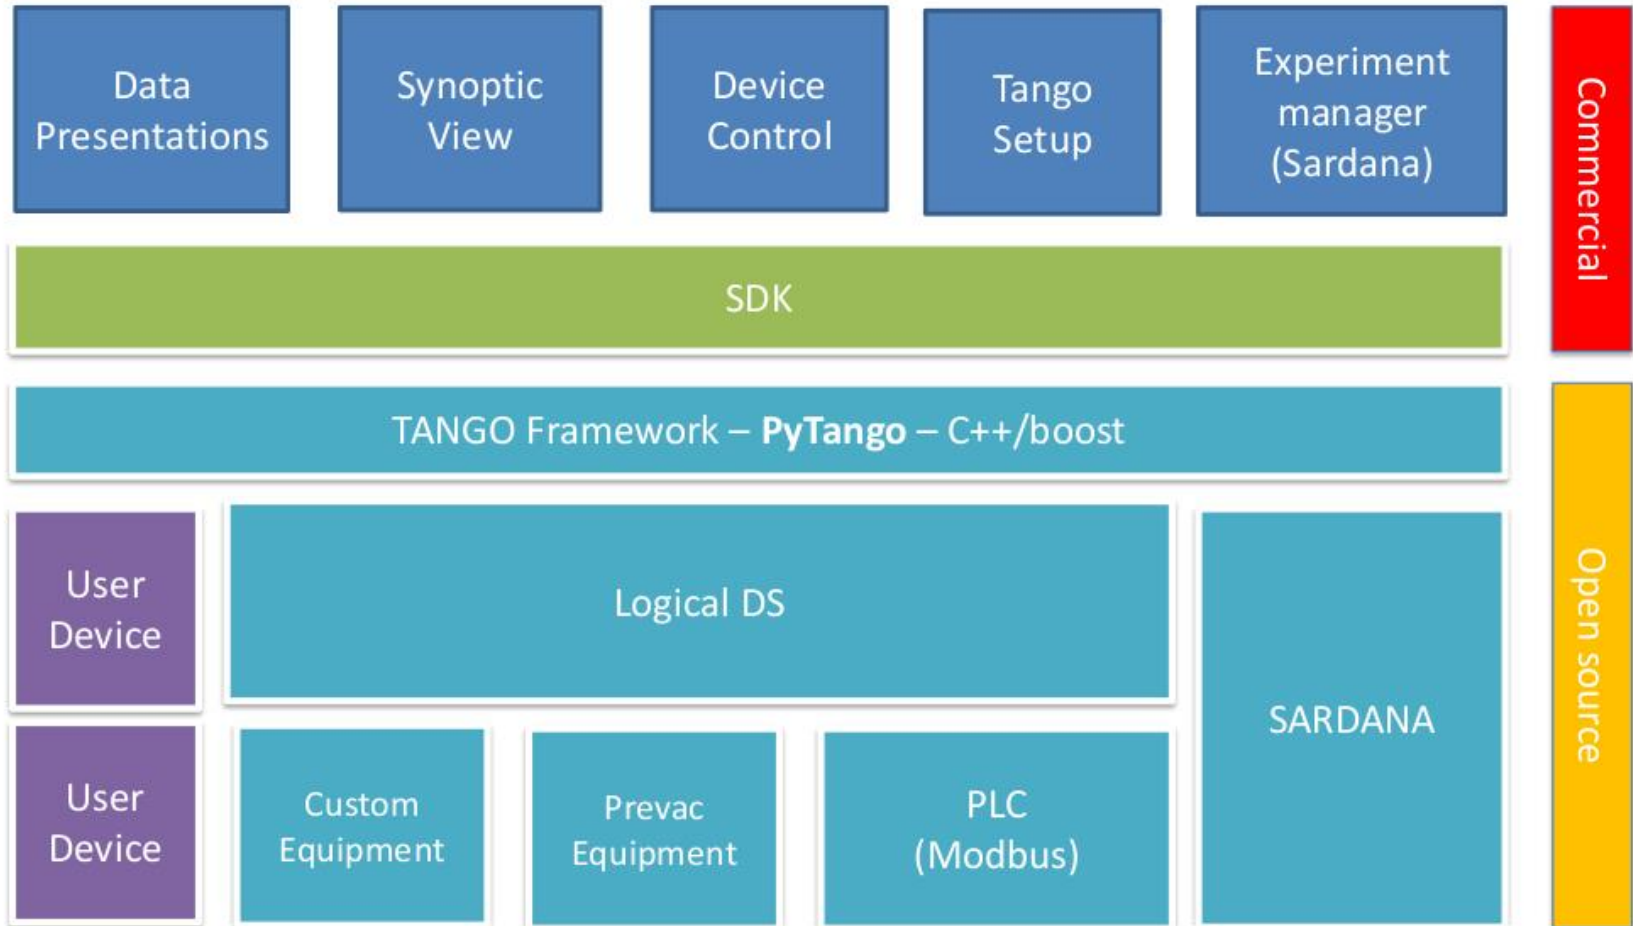 Data
Presentations
Synoptic
View
Device
Control
Tango
Setup
Experiment
manager
(Sardana)
Commercial
SDK
TANGO Framework – PyTango – C++/boost
User
Device
Logical DS
SARDANA
Open source
User
Device
Custom
Equipment
Prevac
Equipment
PLC
(Modbus)